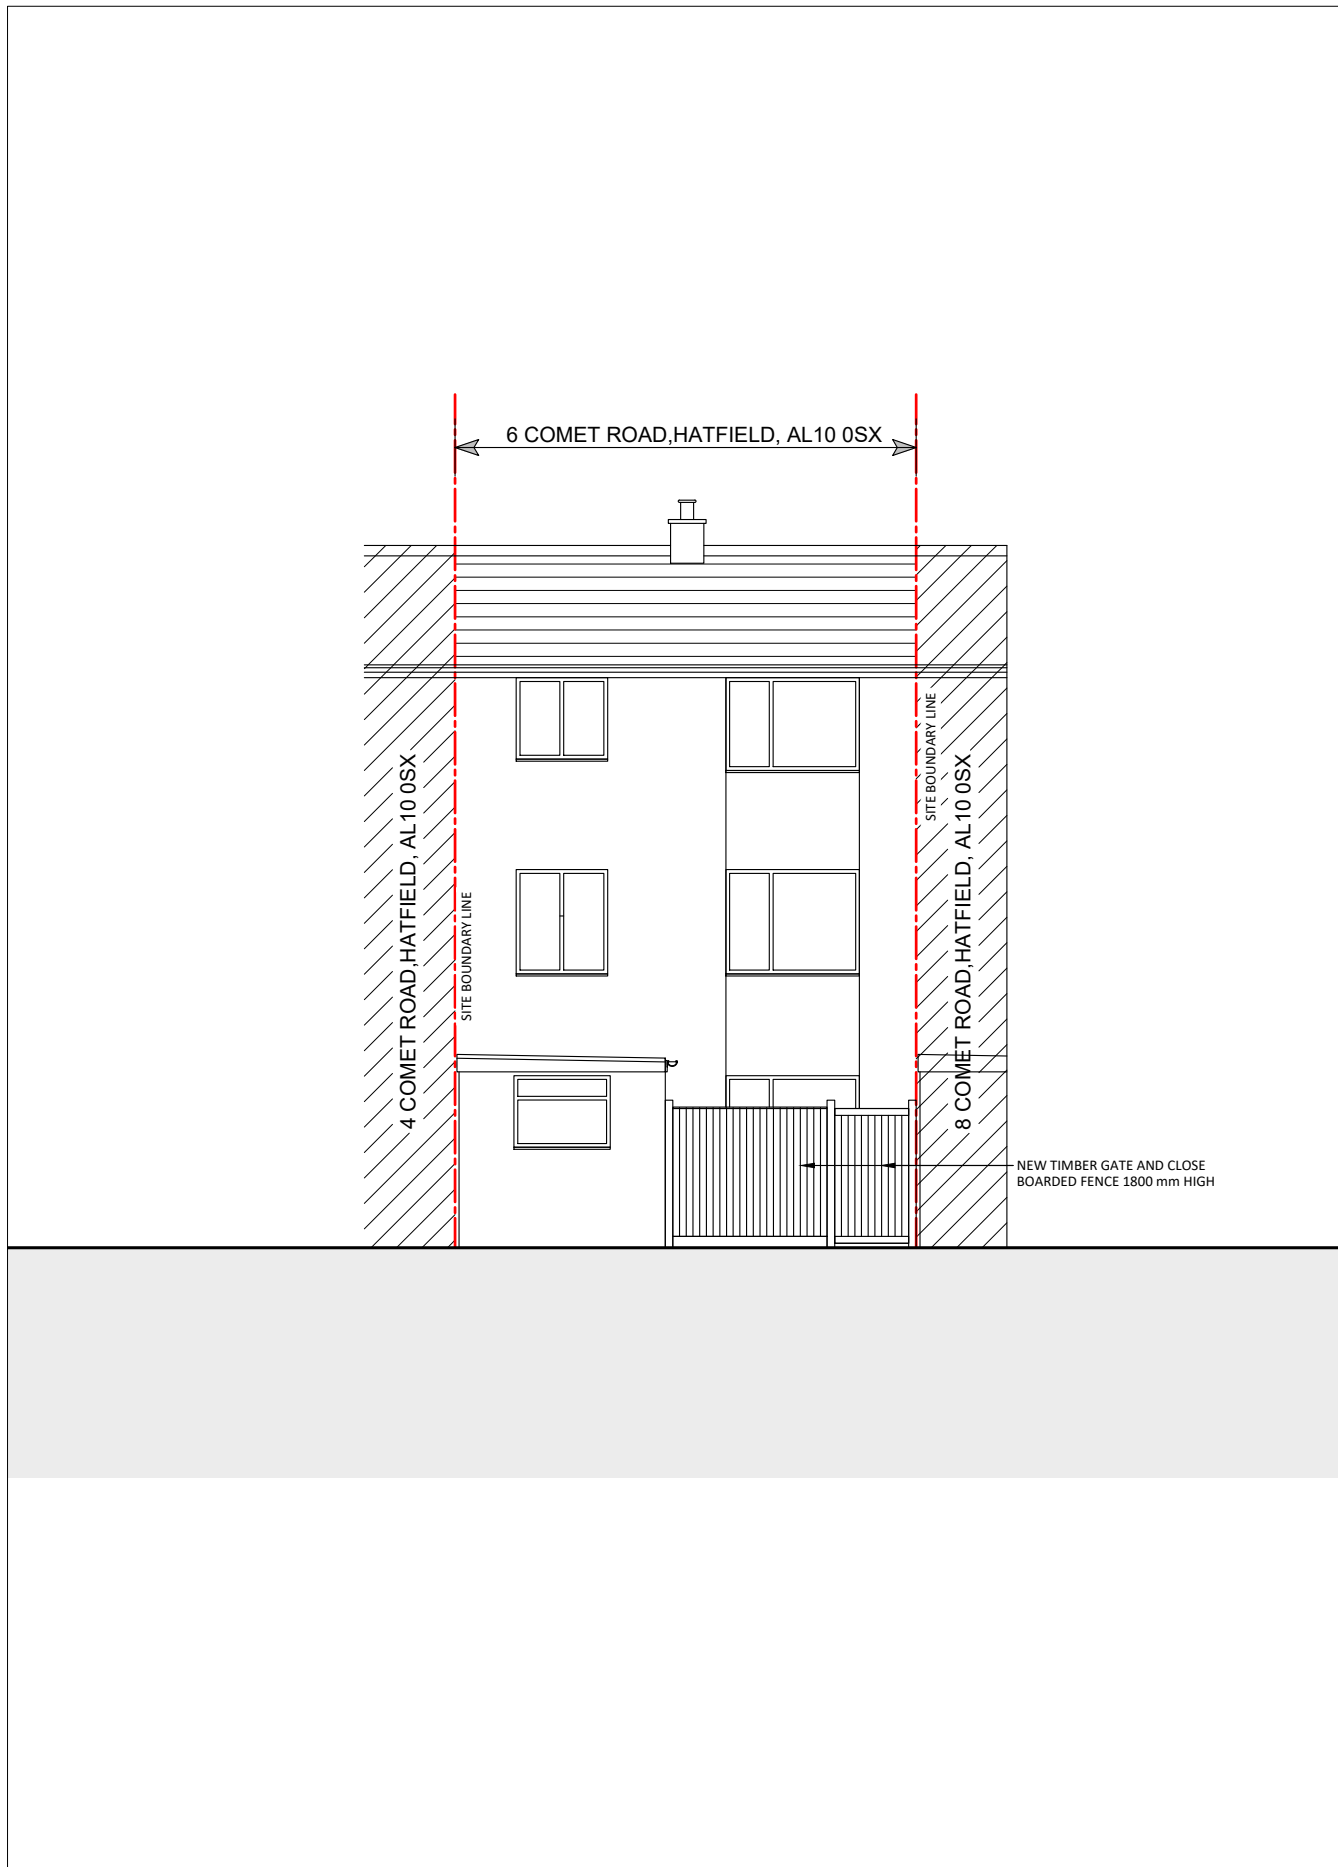 6 COMET ROAD,HATFIELD, AL10 0SX
4 COMET ROAD,HATFIELD, AL10 0SX
SITE BOUNDARY LINE
SITE BOUNDARY LINE
8 COMET ROAD,HATFIELD, AL10 0SX
NEW TIMBER GATE AND CLOSE
BOARDED FENCE 1800 mm HIGH